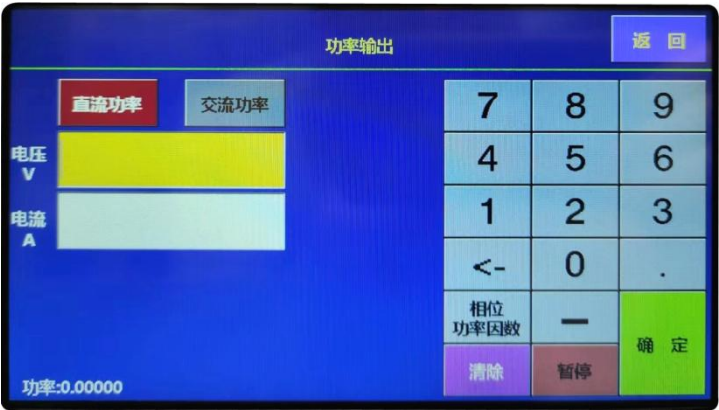 功率输出
返 回
直流功率
交流功率
电压
V
电流
A
7 8 9
4 5 6
1 2 3
<- 0 .
相位
功率因数
—
确 定
清除
暂停
功率:0.00000